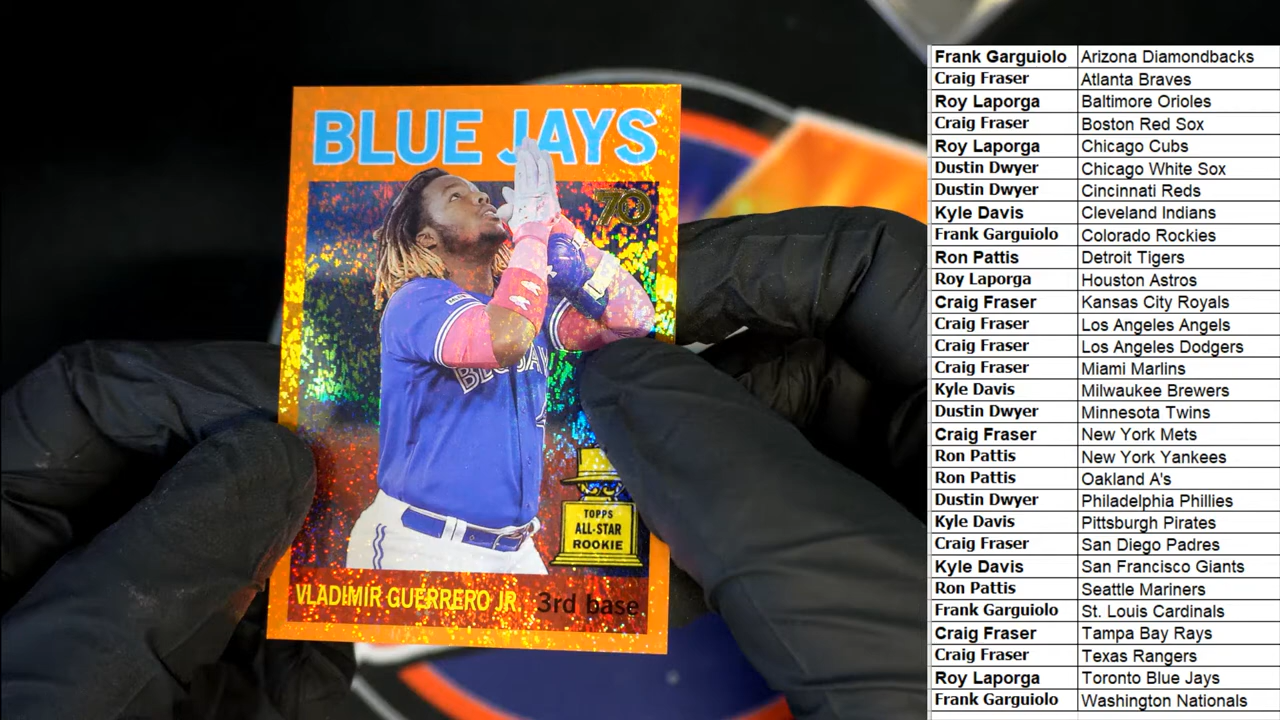 BLUE JAYS
70
TOPPS
ALL-STAR
ROOKIE
VLADIMIR GUERRERO JR. 3rd base
Frank Garguiolo Arizona Diamondbacks
Craig Fraser Atlanta Braves
Roy Laporga Baltimore Orioles
Craig Fraser Boston Red Sox
Roy Laporga Chicago Cubs
Dustin Dwyer Chicago White Sox
Dustin Dwyer Cincinnati Reds
Kyle Davis Cleveland Indians
Frank Garguiolo Colorado Rockies
Ron Pattis Detroit Tigers
Roy Laporga Houston Astros
Craig Fraser Kansas City Royals
Craig Fraser Los Angeles Angels
Craig Fraser Los Angeles Dodgers
Craig Fraser Miami Marlins
Kyle Davis Milwaukee Brewers
Dustin Dwyer Minnesota Twins
Craig Fraser New York Mets
Ron Pattis New York Yankees
Ron Pattis Oakland A's
Dustin Dwyer Philadelphia Phillies
Kyle Davis Pittsburgh Pirates
Craig Fraser San Diego Padres
Kyle Davis San Francisco Giants
Ron Pattis Seattle Mariners
Frank Garguiolo St. Louis Cardinals
Craig Fraser Tampa Bay Rays
Craig Fraser Texas Rangers
Roy Laporga Toronto Blue Jays
Frank Garguiolo Washington Nationals